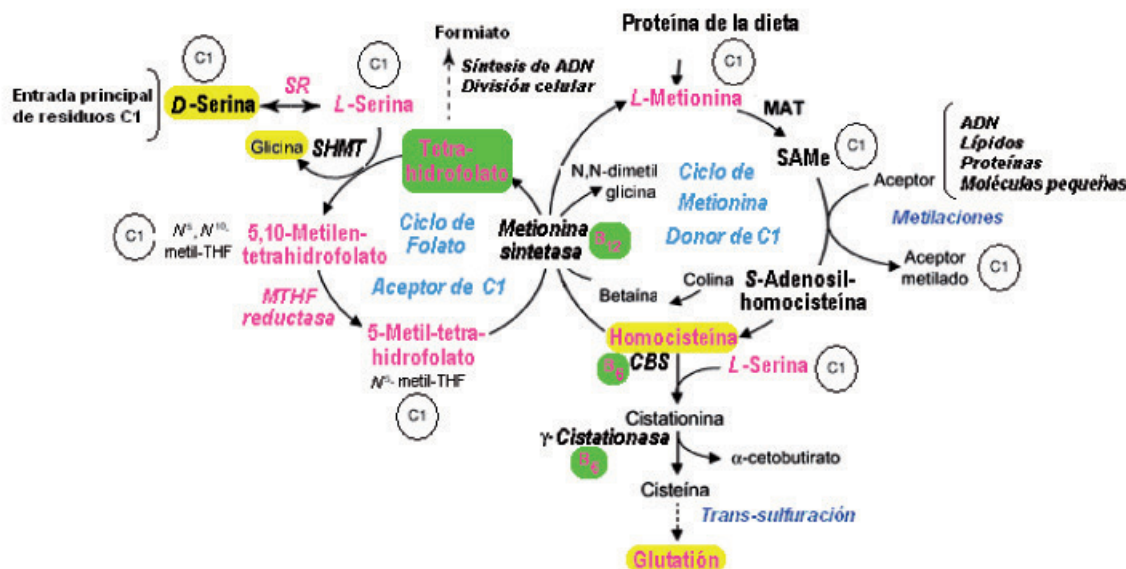 Proteína de la dieta
Formiato
C1
C1
C1
Síntesis de ADN
División celular
Entrada principal
de residuos C1
D-Serina
SR
L-Serina
L-Metionina
MAT
Glicina
SHMT
Tetra-
hidrofolato
SAMe
C1
Aceptor
ADN
Lípidos
Proteínas
Moléculas pequeñas
N,N-dimetil
glicina
Ciclo de
Metionina
Donor de C1
Metilaciones
C1
N5, N10-
metil-THF
5,10-Metilen-
tetrahidrofolato
Ciclo de
Folato
Aceptor de C1
Metionina
sintetasa
B12
Aceptor
metilado
C1
MTHF
reductasa
Betaína
Colina
S-Adenosil-
homocisteína
5-Metil-tetra-
hidrofolato
N5- metil-THF
C1
Homocisteína
B6
CBS
L-Serina
C1
Cistationina
γ-Cistationasa
B6
α-cetobutirato
Cisteína
Trans-sulfuración
Glutatión